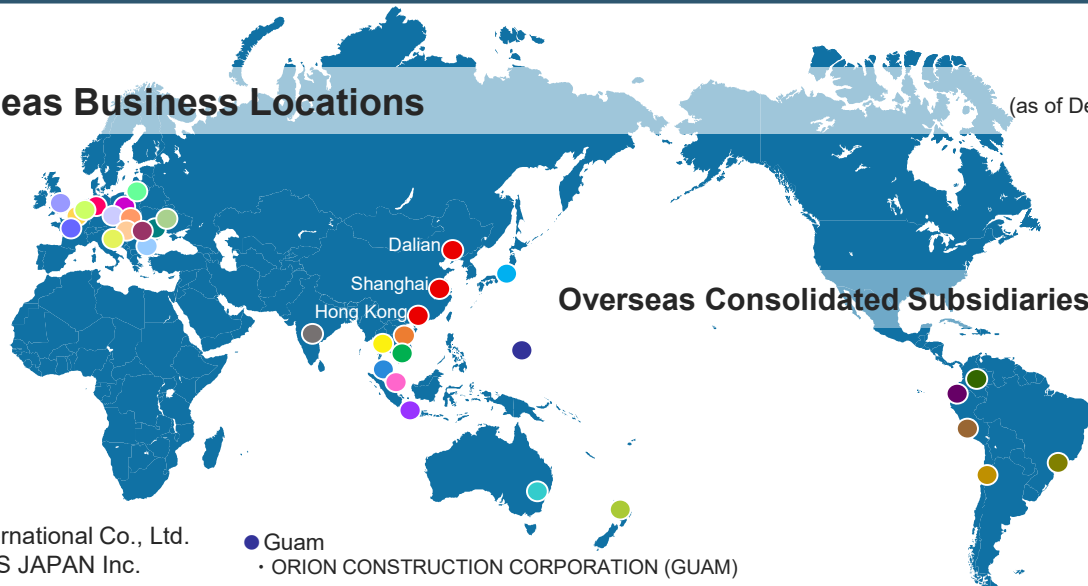 eas Business Locations
(as of De
Dalian
Shanghai
Hong Kong
Overseas Consolidated Subsidiaries
rnational Co., Ltd.
S JAPAN Inc.
Guam
・ORION CONSTRUCTION CORPORATION (GUAM)